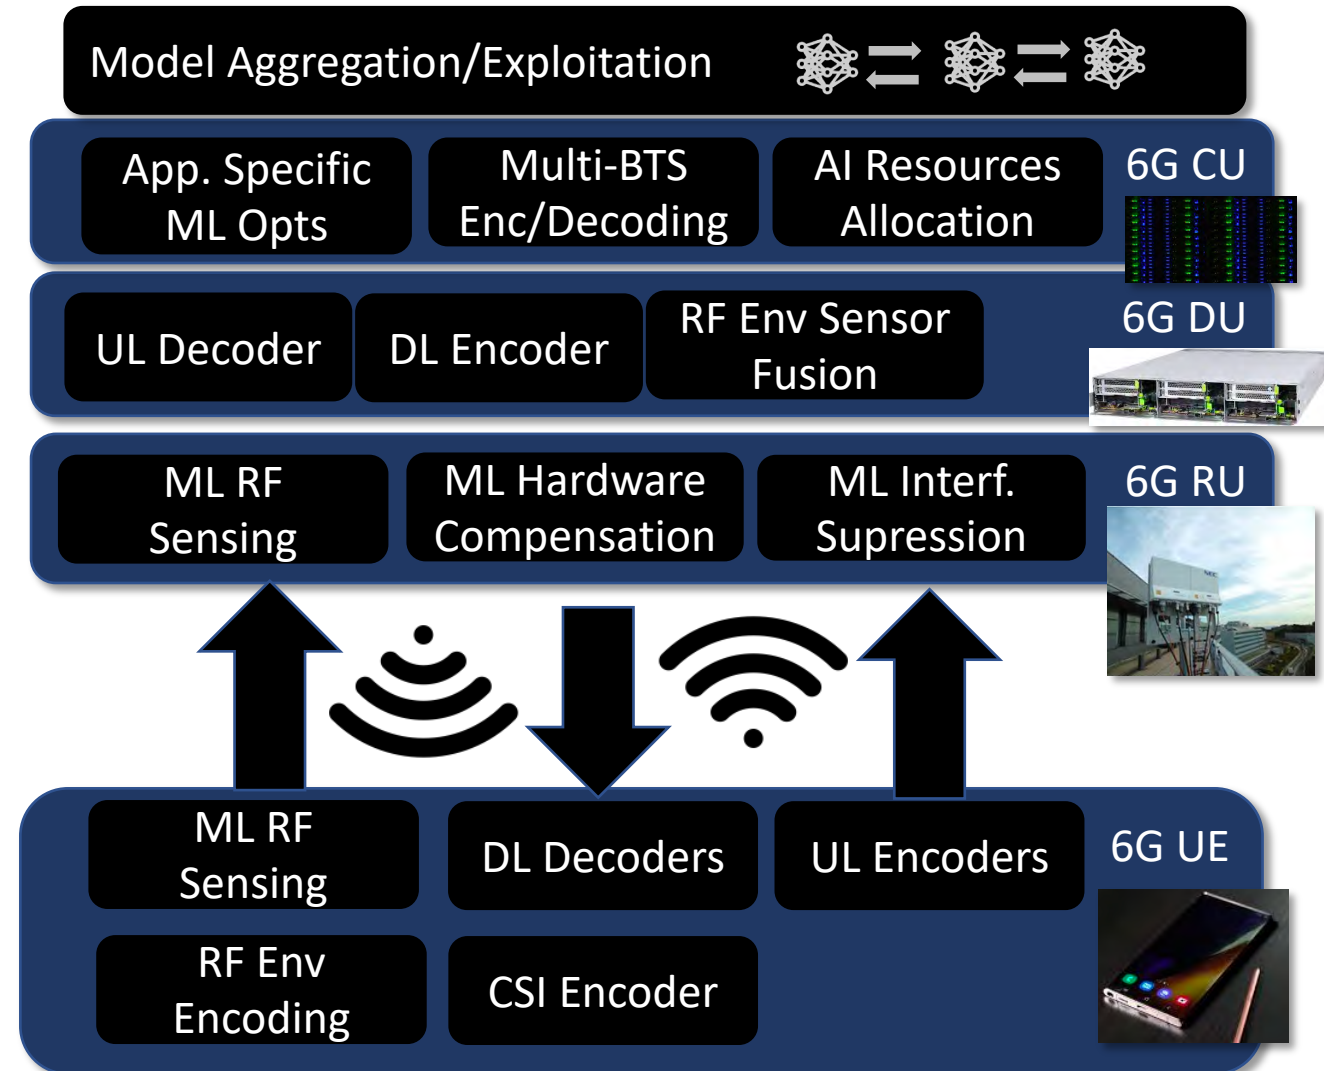 Model Aggregation/Exploitation
App. Specific
ML Opts
Multi-BTS
Enc/Decoding
AI Resources
Allocation
6G CU
UL Decoder
DL Encoder
RF Env Sensor
Fusion
6G DU
ML RF
Sensing
ML Hardware
Compensation
ML Interf.
Supression
6G RU
NEC
ML RF
Sensing
DL Decoders
UL Encoders
6G UE
RF Env
Encoding
CSI Encoder